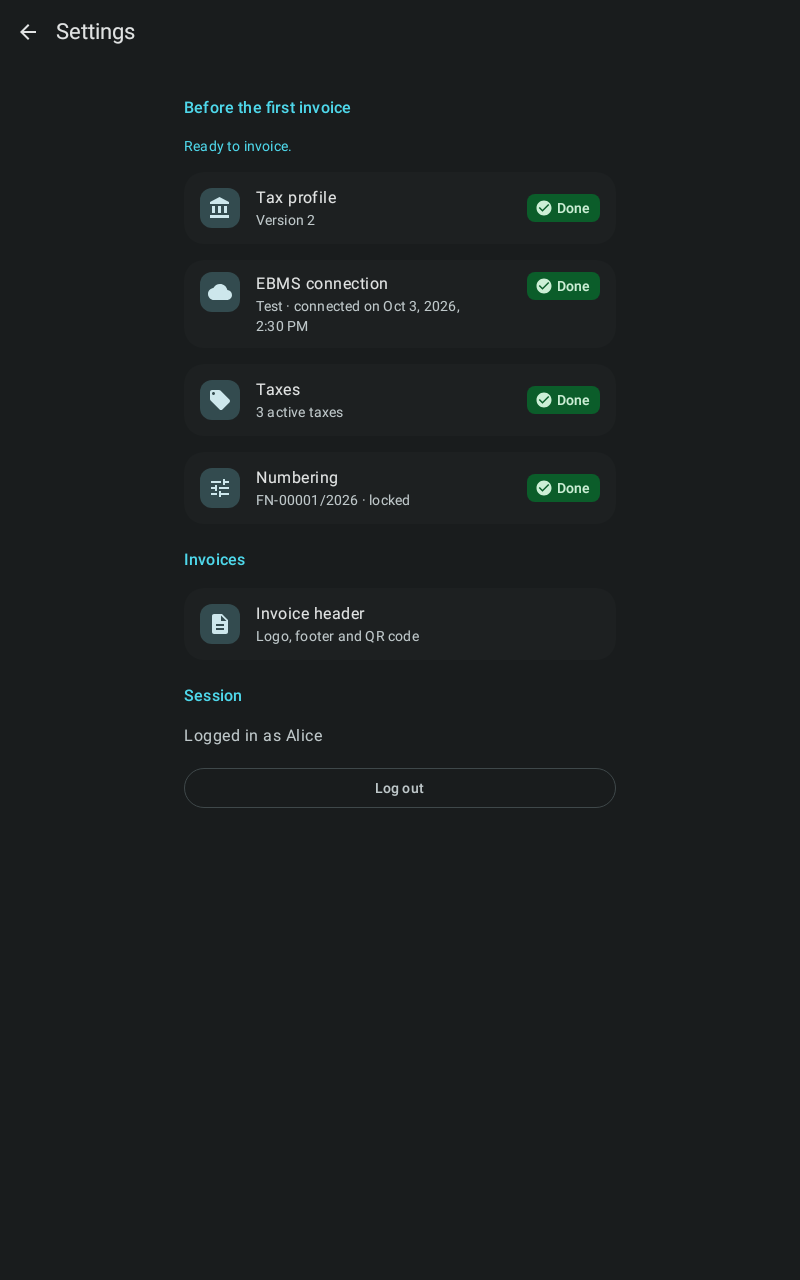 Settings
Before the first invoice
Ready to invoice.
Tax profile
Version 2
Done
EBMS connection
Test · connected on Oct 3, 2026,
2:30 PM
Done
Taxes
3 active taxes
Done
Numbering
FN-00001/2026 · locked
Done
Invoices
Invoice header
Logo, footer and QR code
Session
Logged in as Alice
Log out